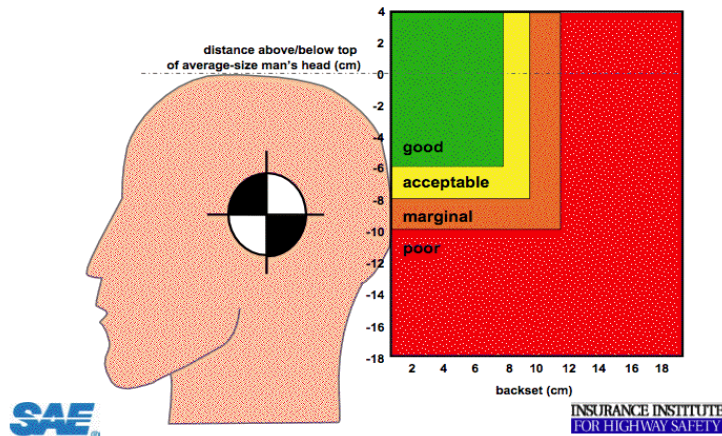 distance above/below top
of average-size man's head (cm)
4
2
0
-2
-4
-6
-8
-10
-12
-14
-16
-18
good
acceptable
marginal
poor
2 4 6 8 10 12 14 16 18
backset (cm)
SAE®
INSURANCE INSTITUTE
FOR HIGHWAY SAFETY